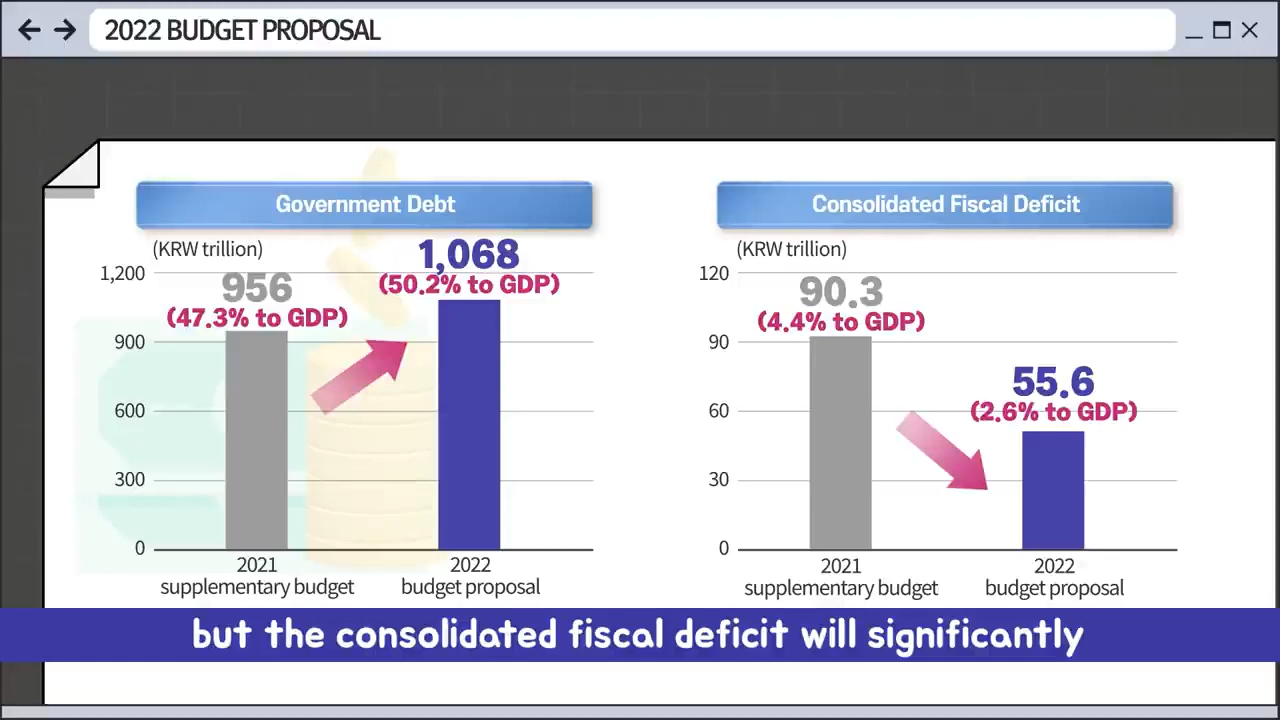 2022 BUDGET PROPOSAL
Government Debt
(KRW trillion)
1,200
900
600
300
0
956
(47.3% to GDP)
1,068
(50.2% to GDP)
2021
supplementary budget
2022
budget proposal
Consolidated Fiscal Deficit
(KRW trillion)
120
90
60
30
0
90.3
(4.4% to GDP)
55.6
(2.6% to GDP)
2021
supplementary budget
2022
budget proposal
but the consolidated fiscal deficit will significantly